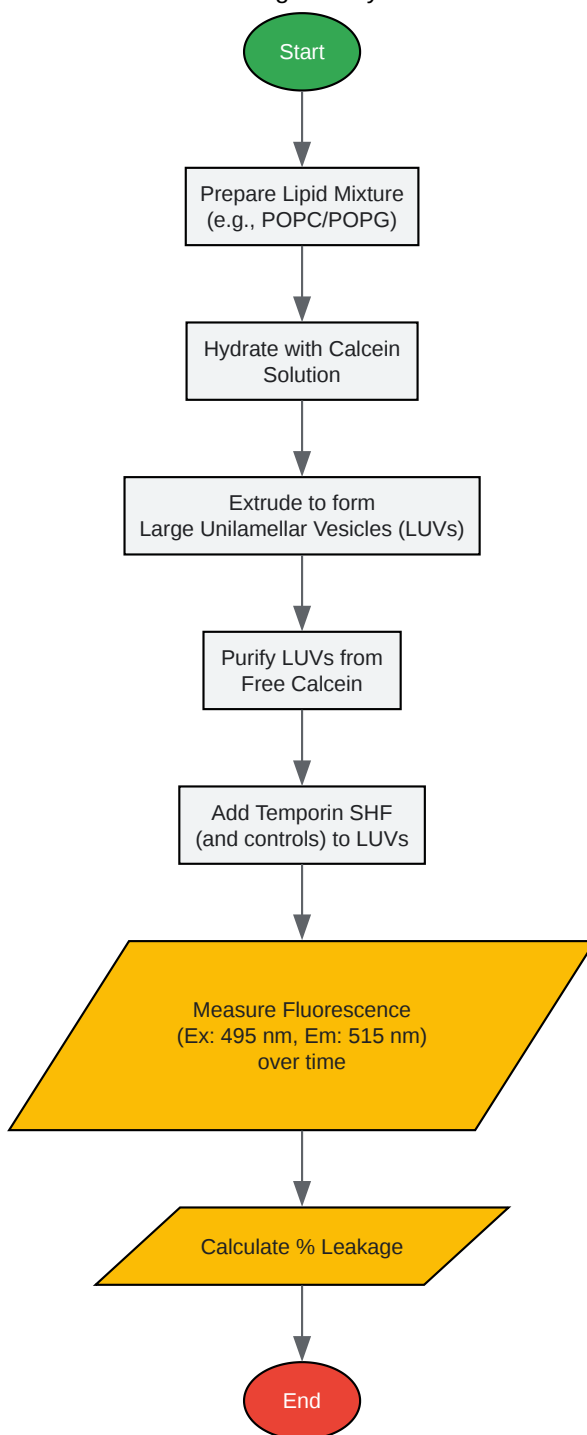 Start
Prepare Lipid Mixture
(e.g., POPC/POPG)
Hydrate with Calcein
Solution
Extrude to form
Large Unilamellar Vesicles (LUVs)
Purify LUVs from
Free Calcein
Add Temporin SHF
(and controls) to LUVs
Measure Fluorescence
(Ex: 495 nm, Em: 515 nm)
over time
Calculate % Leakage
End